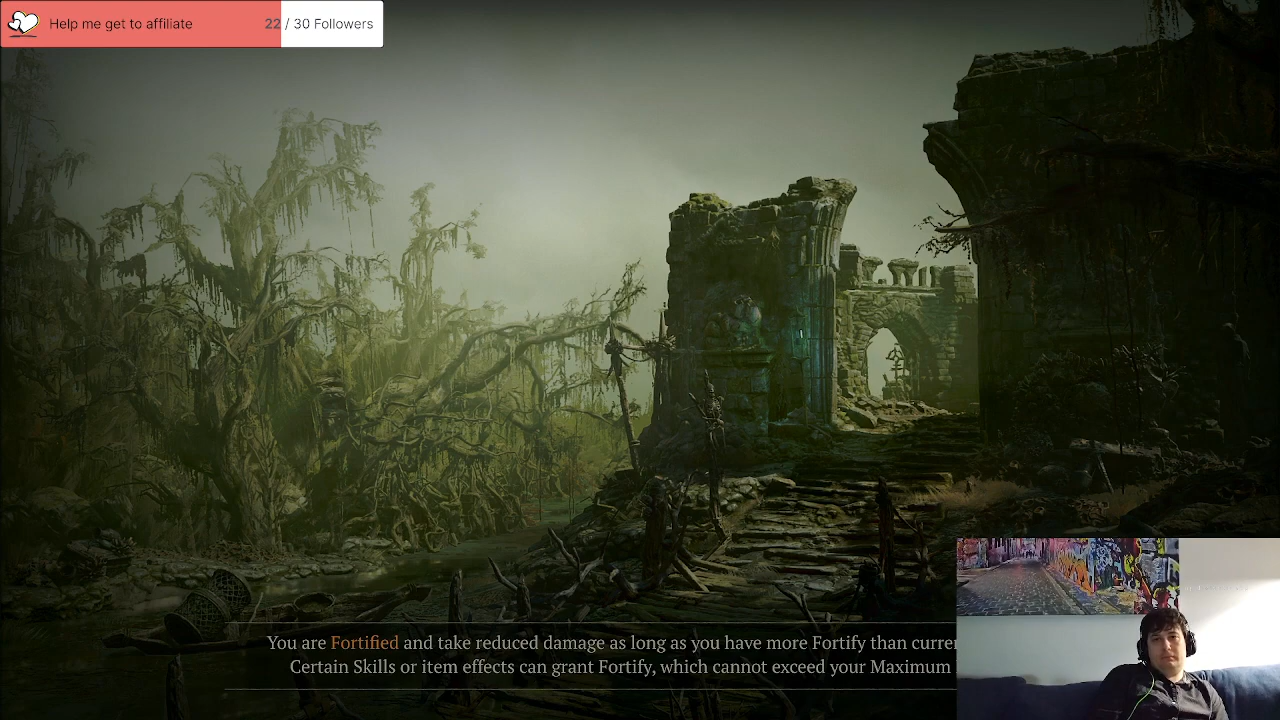 Help me get to affiliate 22 / 30 Followers
You are Fortified and take reduced damage as long as you have more Fortify than
Certain Skills or item effects can grant Fortify, which cannot exceed your Maximum